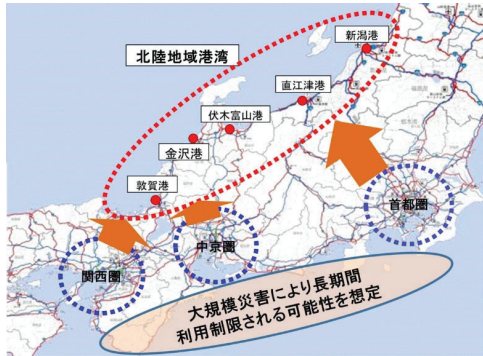 新潟港
北陸地域港湾
直江津港
伏木富山港
金沢港
敦賀港
首都圏
中京圏
関西圏
大規模災害により長期間
利用制限される可能性を想定